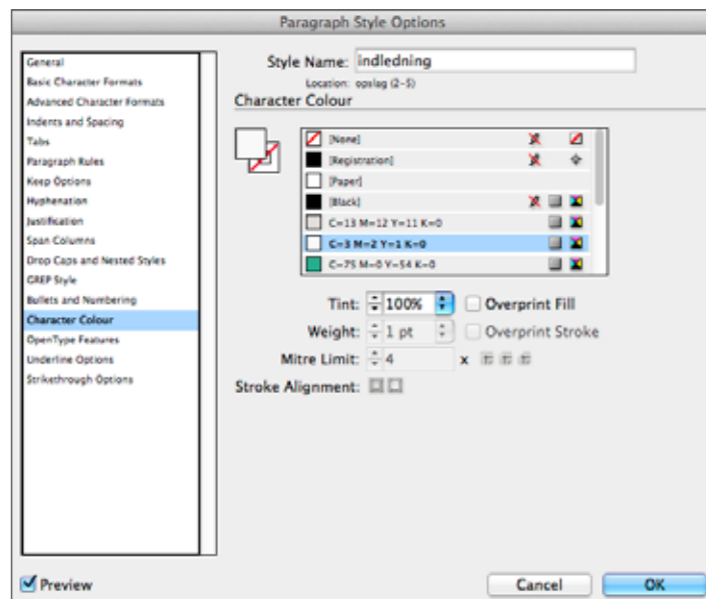 Paragraph Style Options
General
Basic Character Formats
Advanced Character Formats
Indents and Spacing
Tabs
Paragraph Rules
Keep Options
Hyphenation
Justification
Span Columns
Drop Caps and Nested Styles
GREP Style
Bullets and Numbering
Character Colour
OpenType Features
Underline Options
Strikethrough Options
Style Name: indledning
Location: opslag (2-5)
Character Colour
[None]
[Registration]
[Paper]
[Black]
C=13 M=12 Y=11 K=0
C=3 M=2 Y=1 K=0
C=75 M=0 Y=54 K=0
Tint: 100% Overprint Fill
Weight: 1 pt Overprint Stroke
Mitre Limit: 4 x
Stroke Alignment:
Preview Cancel OK